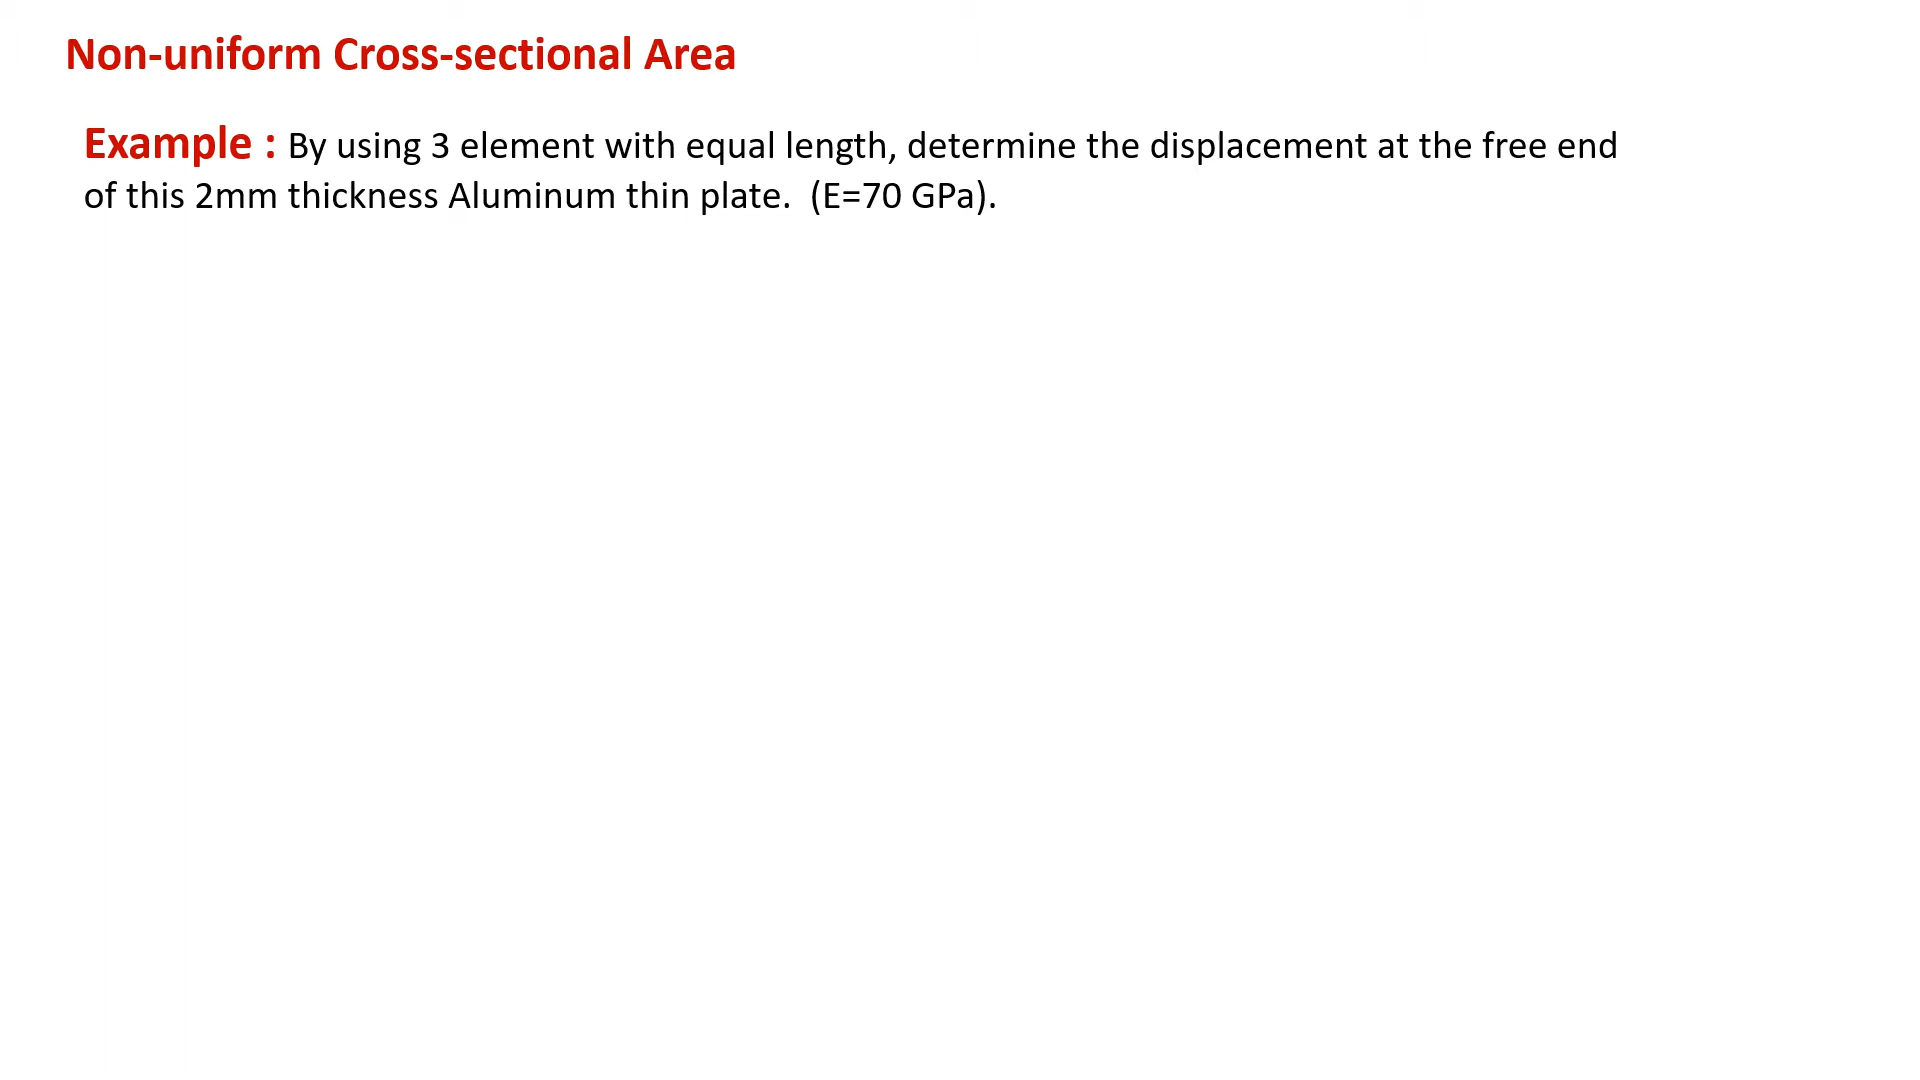 Non-uniform Cross-sectional Area
Example : By using 3 element with equal length, determine the displacement at the free end
of this 2mm thickness Aluminum thin plate.  (E=70 GPa).